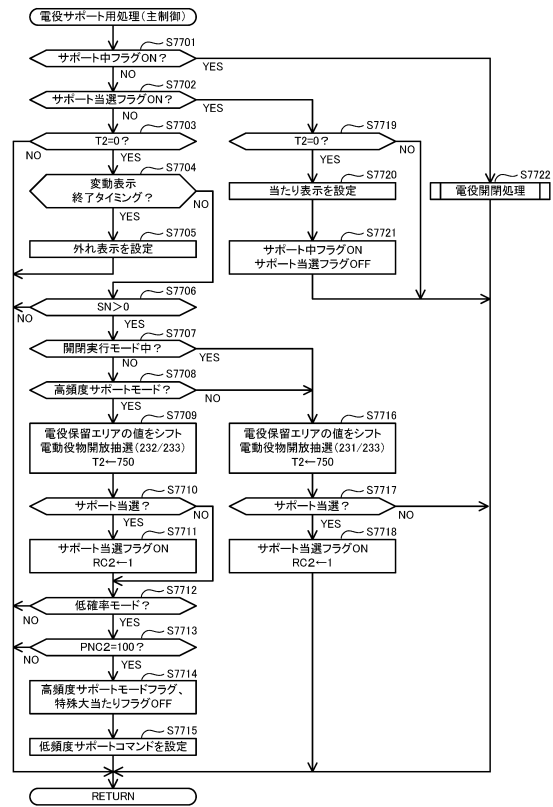 電役サポート用処理(主制御)
S7701
サポート中フラグON？
YES
NO
S7702
サポート当選フラグON？
YES
NO
S7703
T2=0？
NO
YES
S7719
T2=0？
NO
YES
S7704
変動表示
終了タイミング？
NO
YES
S7720
当たり表示を設定
S7722
電役開閉処理
S7705
外れ表示を設定
S7721
サポート中フラグON
サポート当選フラグOFF
S7706
SN＞0
NO
YES
S7707
開閉実行モード中？
YES
NO
S7708
高頻度サポートモード？
NO
YES
S7709
電役保留エリアの値をシフト
電動役物開放抽選(232/233)
T2←750
S7716
電役保留エリアの値をシフト
電動役物開放抽選(231/233)
T2←750
S7710
サポート当選？
NO
YES
S7717
サポート当選？
NO
YES
S7711
サポート当選フラグON
RC2←1
S7718
サポート当選フラグON
RC2←1
S7712
低確率モード？
NO
YES
S7713
PNC2=100？
NO
YES
S7714
高頻度サポートモードフラグ、
特殊大当たりフラグOFF
S7715
低頻度サポートコマンドを設定
RETURN